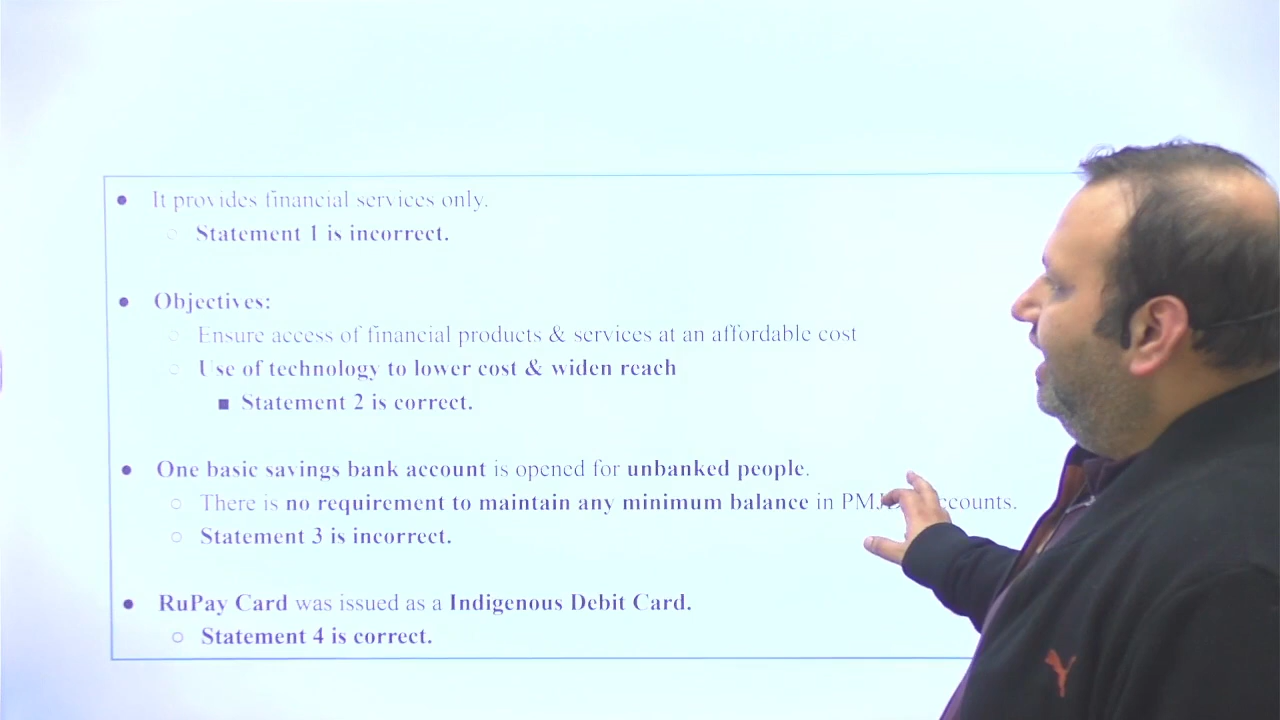 It provides financial services only.
Statement 1 is incorrect.
Objectives:
Ensure access of financial products & services at an affordable cost
Use of technology to lower cost & widen reach
Statement 2 is correct.
One basic savings bank account is opened for unbanked people.
There is no requirement to maintain any minimum balance in
Statement 3 is incorrect.
RuPay Card was issued as a Indigenous Debit Card.
Statement 4 is correct.